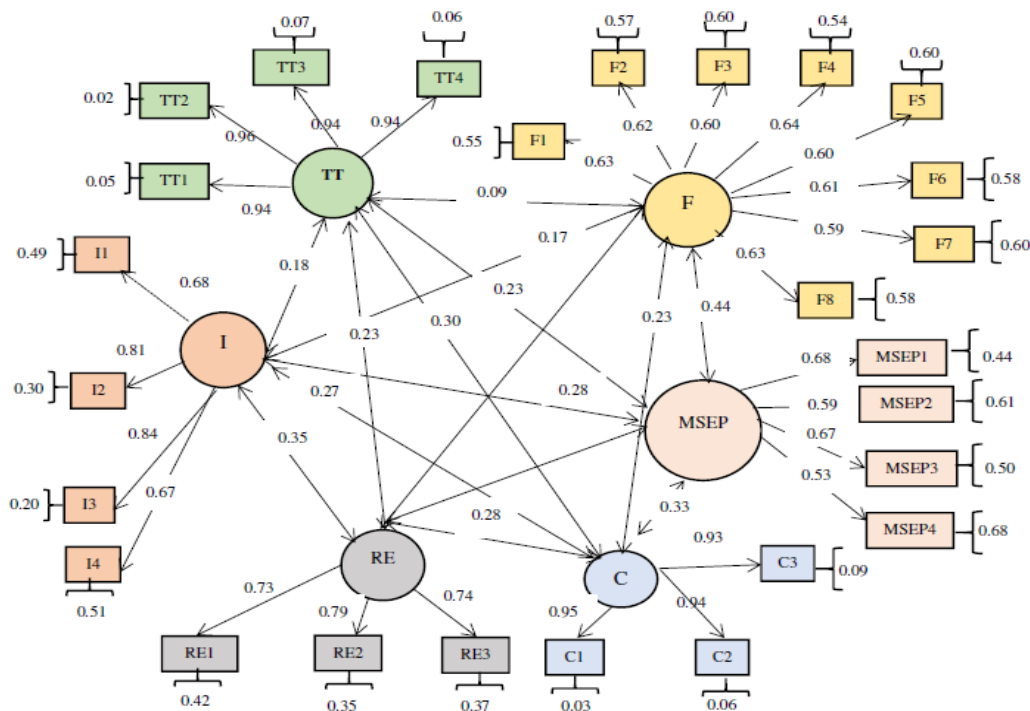 0.07
0.06
0.57
0.60
0.54
0.60
TT3
TT4
F2
F3
F4
F5
0.02
TT2
0.96
0.94
0.94
0.55
F1
0.62
0.60
0.64
0.60
0.05
TT1
0.94
TT
0.63
F
0.61
F6
0.58
0.09
0.59
F7
0.60
0.49
I1
0.68
0.18
0.17
0.63
F8
0.58
0.23
0.23
0.30
0.23
0.44
I
0.81
0.30
I2
0.27
0.28
MSEP
0.68
MSEP1
0.44
0.59
MSEP2
0.61
0.67
MSEP3
0.50
0.53
MSEP4
0.68
0.84
0.35
0.20
I3
0.67
0.28
0.33
I4
0.51
RE
C
0.93
C3
0.09
0.73
0.79
0.74
0.95
0.94
RE1
RE2
RE3
C1
C2
0.42
0.35
0.37
0.03
0.06